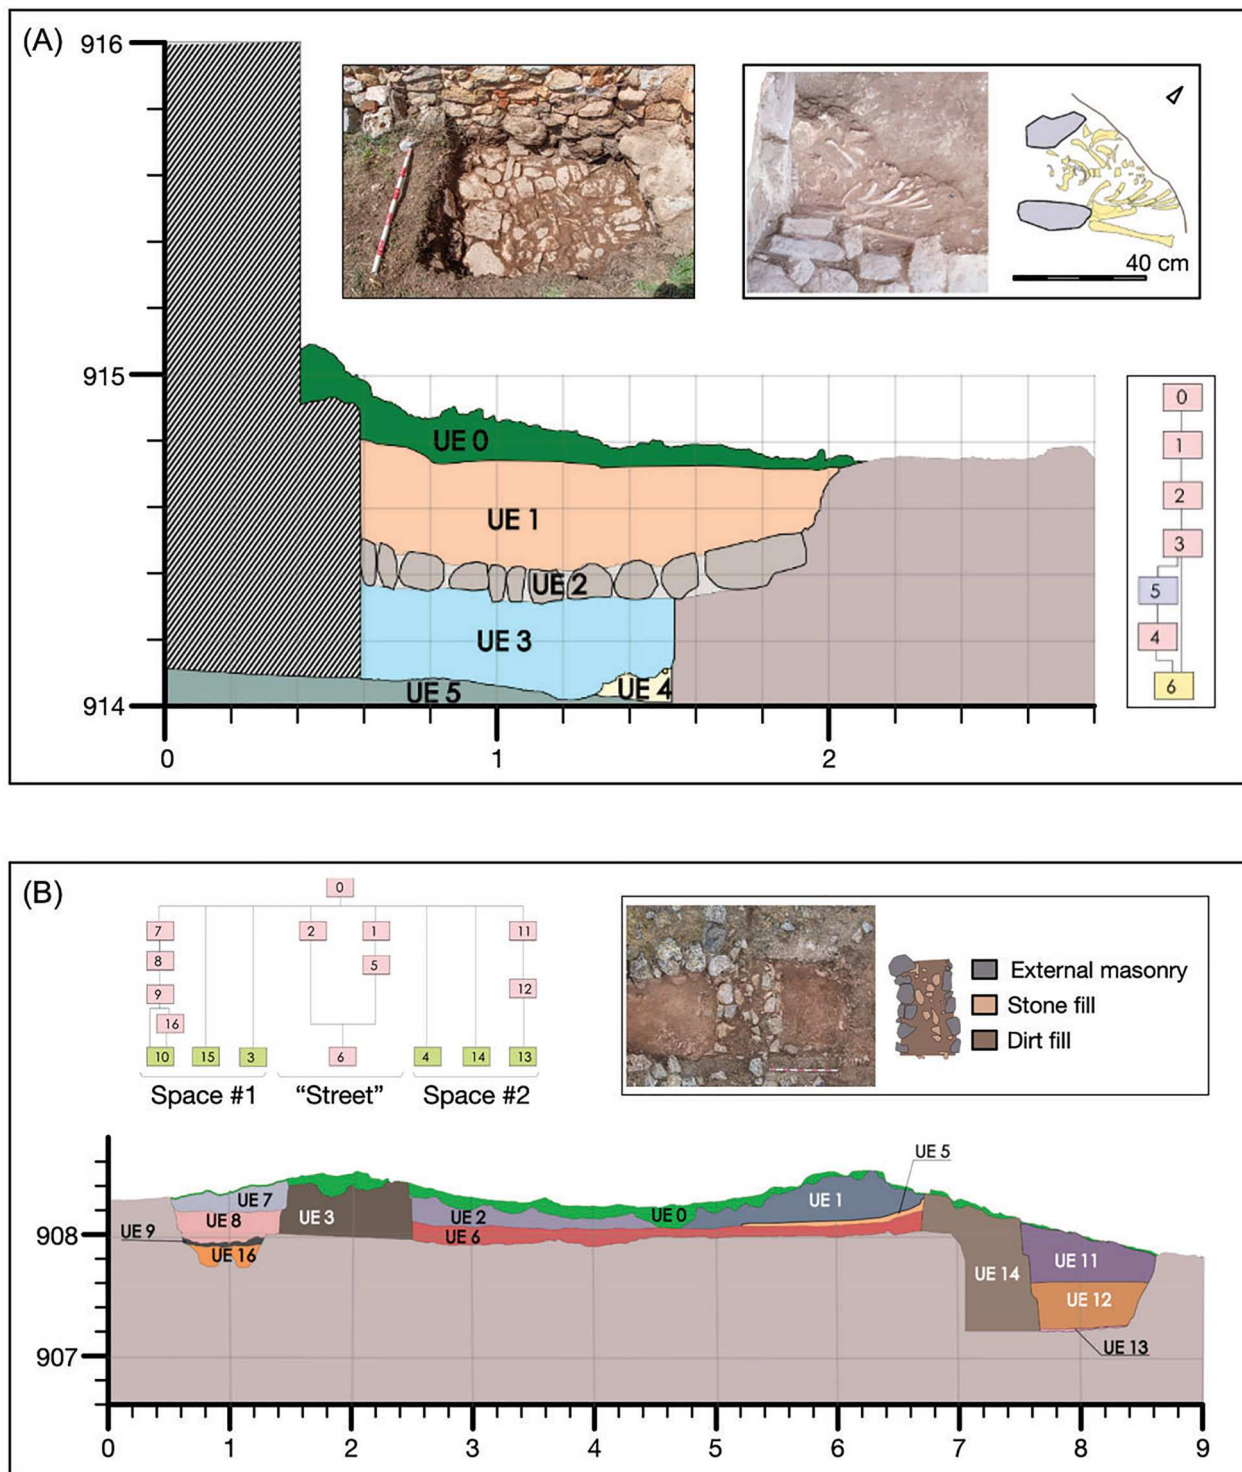 (A)
916
915
914
40 cm
UE 0
UE 1
UE 2
UE 3
UE 4
UE 5
0
1
2
3
5
4
6
0 1 2
(B)
0
7 2 1 11
8 5
9 12
16
10 15 3 6 4 14 13
Space #1 “Street” Space #2
External masonry
Stone fill
Dirt fill
UE 5
UE 7
UE 1
UE 8 UE 3 UE 2 UE 0
UE 9
908
UE 6
UE 16
UE 11
UE 14
UE 12
UE 13
907
0 1 2 3 4 5 6 7 8 9